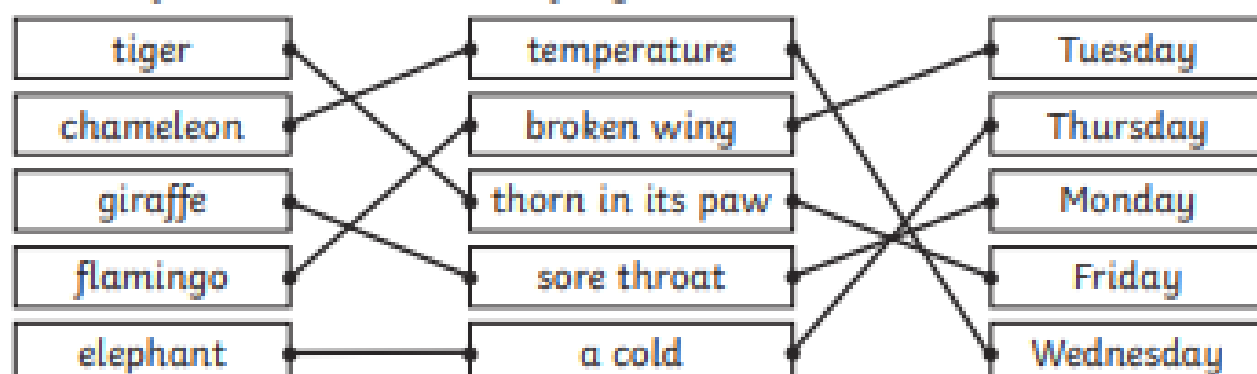 tiger temperature Tuesday
chameleon broken wing Thursday
giraffe thorn in its paw Monday
flamingo sore throat Friday
elephant a cold Wednesday